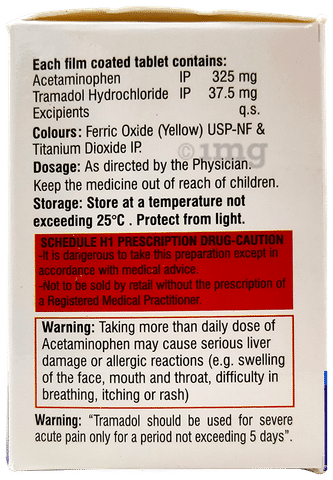 Each film coated tablet contains:
Acetaminophen IP 325 mg
Tramadol Hydrochloride IP 37.5 mg
Excipients q.s.
Colours: Ferric Oxide (Yellow) USP-NF &
Titanium Dioxide IP.
Dosage: As directed by the Physician.
Keep the medicine out of reach of children.
Storage: Store at a temperature not
exceeding 25°C . Protect from light.
SCHEDULE H1 PRESCRIPTION DRUG-CAUTION
-It is dangerous to take this preparation except in
accordance with medical advice.
-Not to be sold by retail without the prescription of
a Registered Medical Practitioner.
Warning: Taking more than daily dose of
Acetaminophen may cause serious liver
damage or allergic reactions (e.g. swelling
of the face, mouth and throat, difficulty in
breathing, itching or rash)
Warning: “Tramadol should be used for severe
acute pain only for a period not exceeding 5 days”.
©1mg